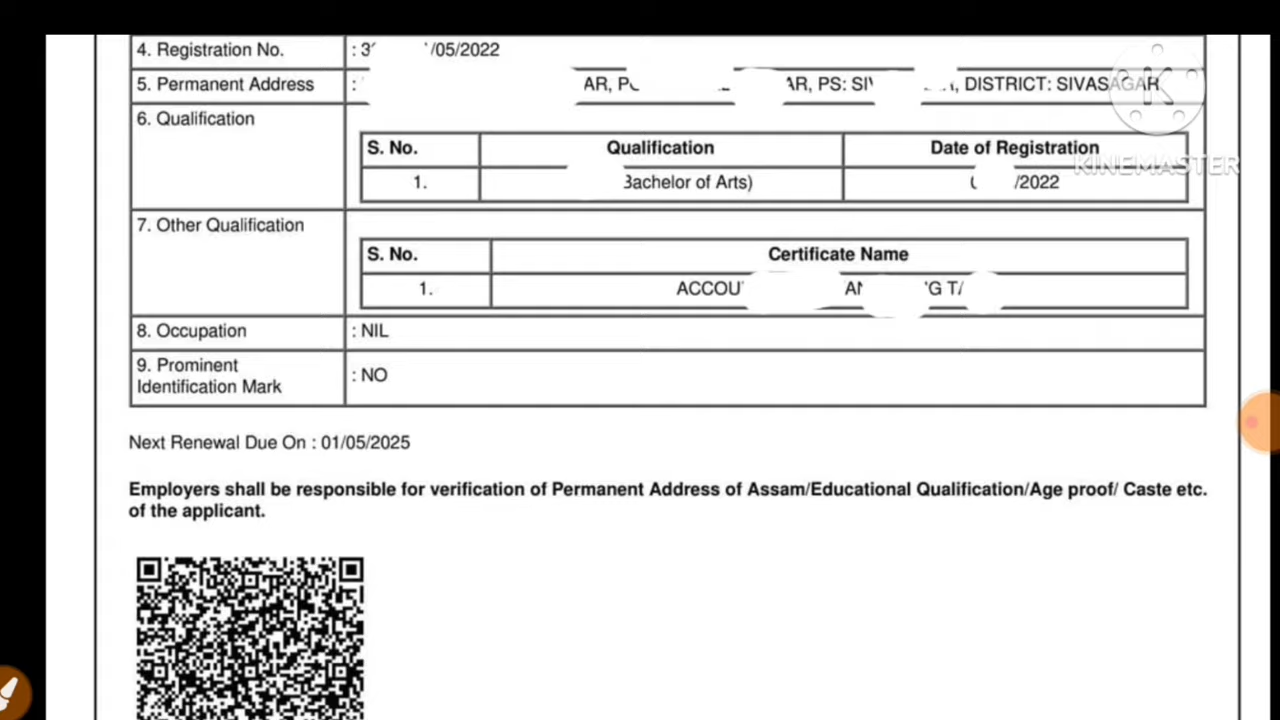 4. Registration No. : 3 /05/2022
5. Permanent Address : AR, AR, PS: DISTRICT: SIVASAGAR
6. Qualification
S. No. Qualification Date of Registration
1. Bachelor of Arts) /2022
7. Other Qualification
S. No. Certificate Name
1. ACCOU
8. Occupation : NIL
9. Prominent : NO
Identification Mark
Next Renewal Due On : 01/05/2025
Employers shall be responsible for verification of Permanent Address of Assam/Educational Qualification/Age proof/ Caste etc.
of the applicant.
KINEMASTER